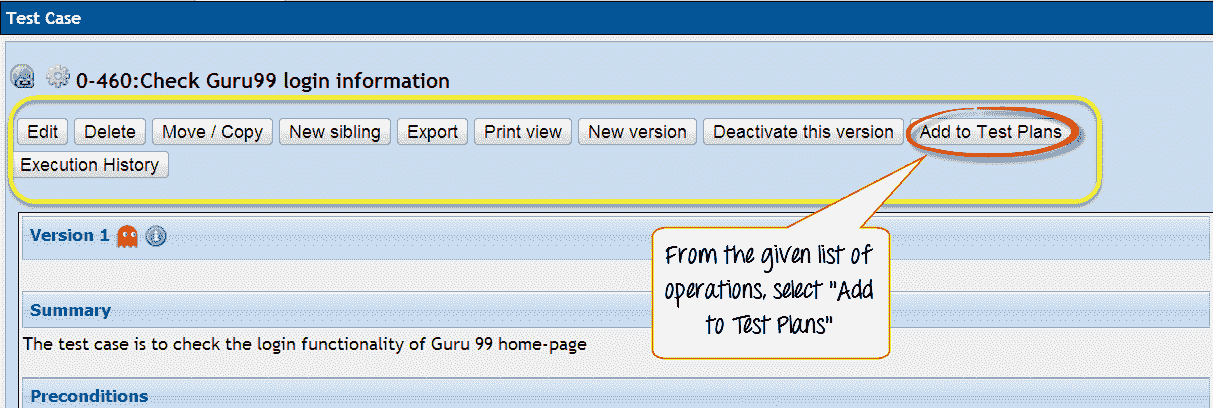 Test Case
0-460:Check Guru99 login information
Edit Delete Move / Copy New sibling Export Print view New version Deactivate this version Add to Test Plans
Execution History
Version 1
From the given list of
operations, select "Add
to Test Plans"
Summary
The test case is to check the login functionality of Guru 99 home-page
Preconditions